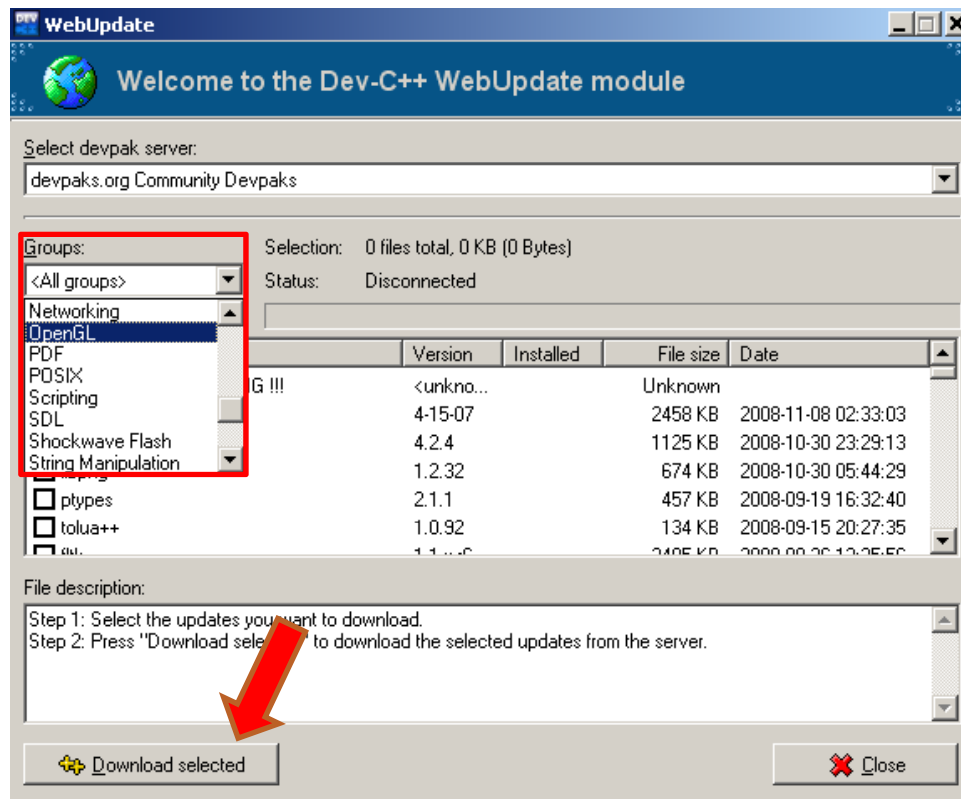 WebUpdate
Welcome to the Dev-C++ WebUpdate module
Select devpak server:
devpaks.org Community Devpaks
Groups:
Selection: 0 files total, 0 KB (0 Bytes)
<All groups>
Status: Disconnected
Networking
OpenGL
PDF
POSIX
Scripting
SDL
Shockwave Flash
String Manipulation
Version Installed File size Date
!!! <unkno... Unknown
4-15-07 2458 KB 2008-11-08 02:33:03
4.2.4 1125 KB 2008-10-30 23:29:13
1.2.32 674 KB 2008-10-30 05:44:29
ptypes 2.1.1 457 KB 2008-09-19 16:32:40
tolua++ 1.0.92 134 KB 2008-09-15 20:27:35
File description:
Step 1: Select the updates you want to download.
Step 2: Press "Download to download the selected updates from the server.
Download selected
Close